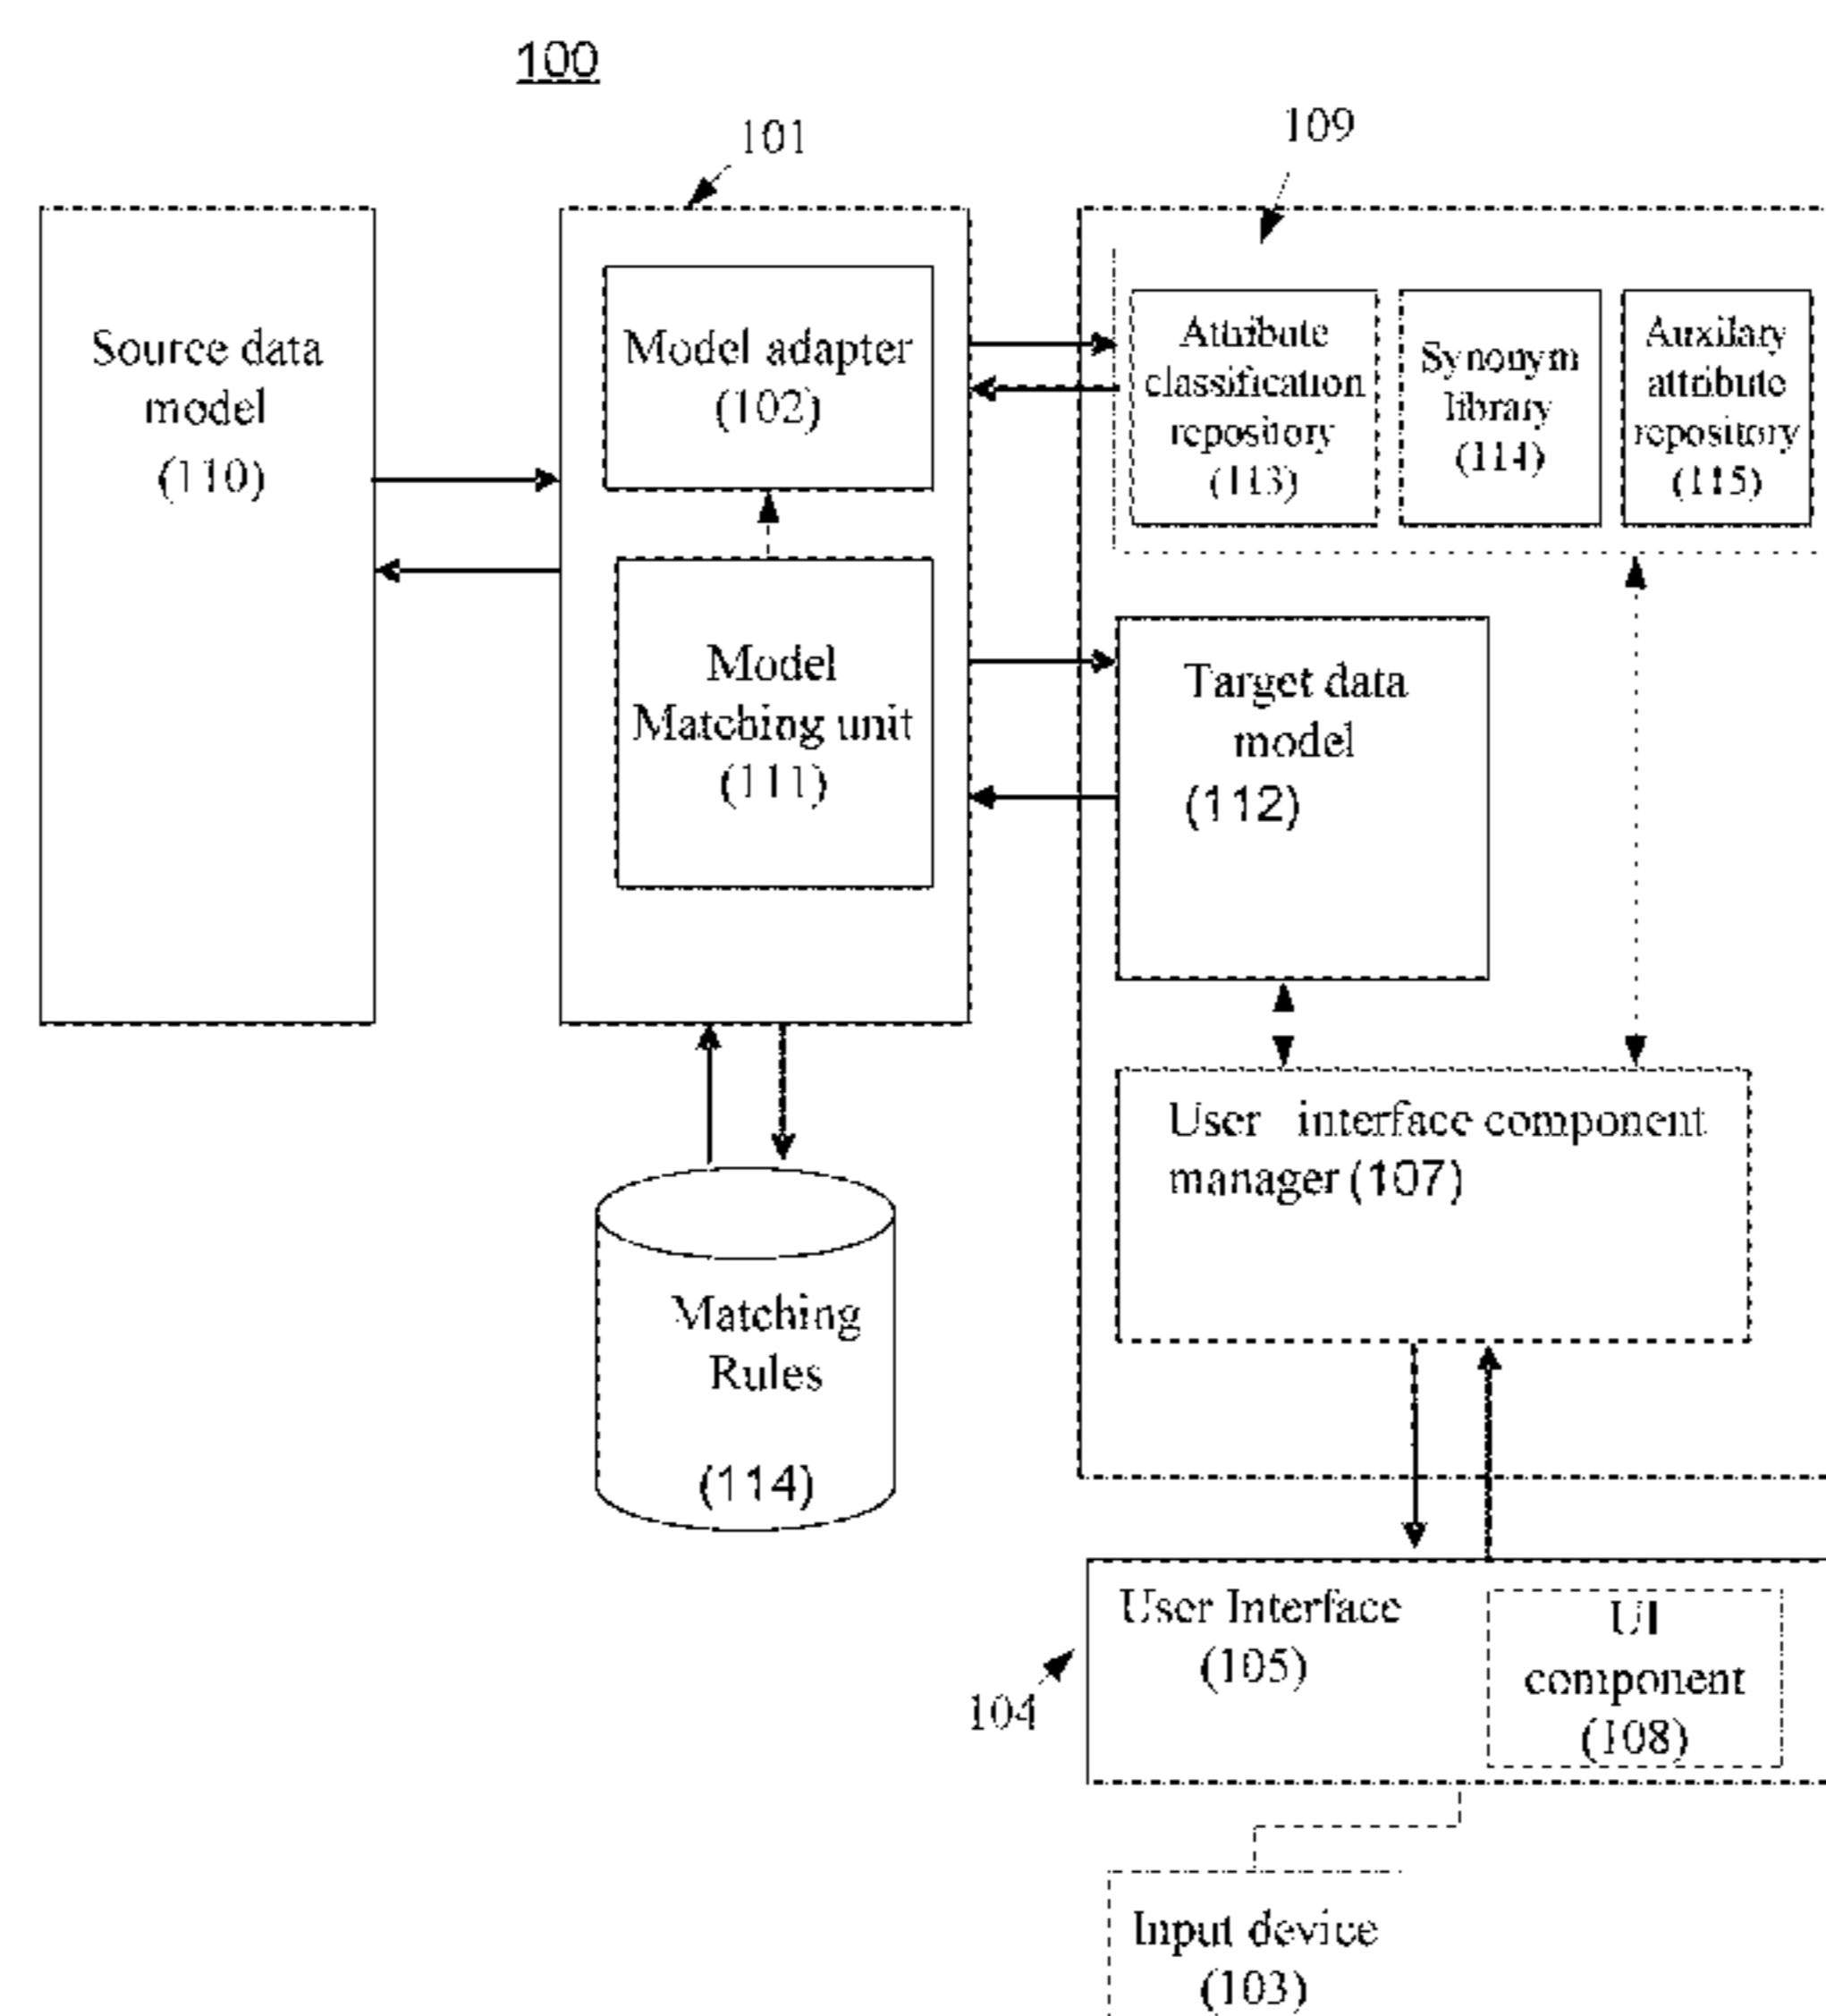 100
101
109
Source data
model
(110)
Model adapter
(102)
Model
Matching unit
(111)
Attribute
classification
repository
(113)
Synonym
library
(114)
Auxilary
attribute
repository
(115)
Target data
model
(112)
User interface component
manager (107)
Matching
Rules
(114)
User Interface
(105)
UI
component
(108)
104
Input device
(103)